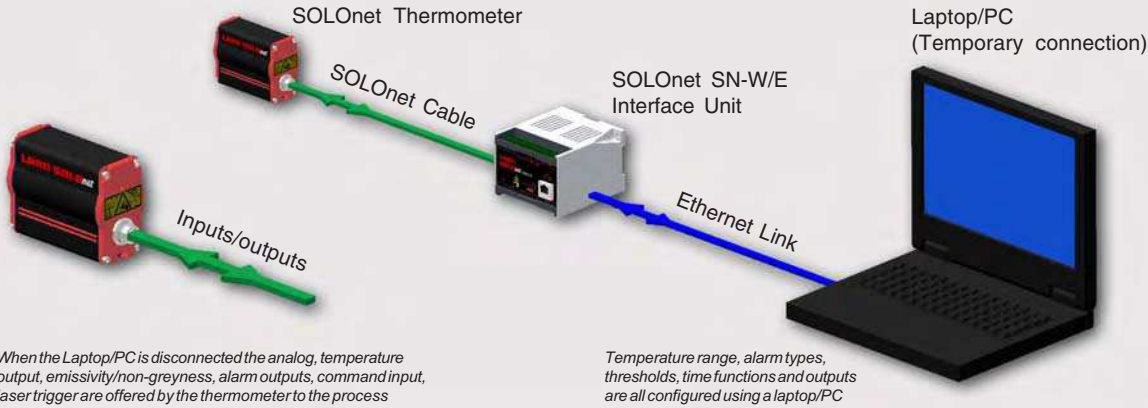 SOLOnet Thermometer
Laptop/PC
(Temporary connection)
SOLOnet Cable
SOLOnet SN-W/E
Interface Unit
Inputs/outputs
Ethernet Link
When the Laptop/PC is disconnected the analog, temperature
output, emissivity/non-greyness, alarm outputs, command input,
laser trigger are offered by the thermometer to the process
Temperature range, alarm types,
thresholds, time functions and outputs
are all configured using a laptop/PC